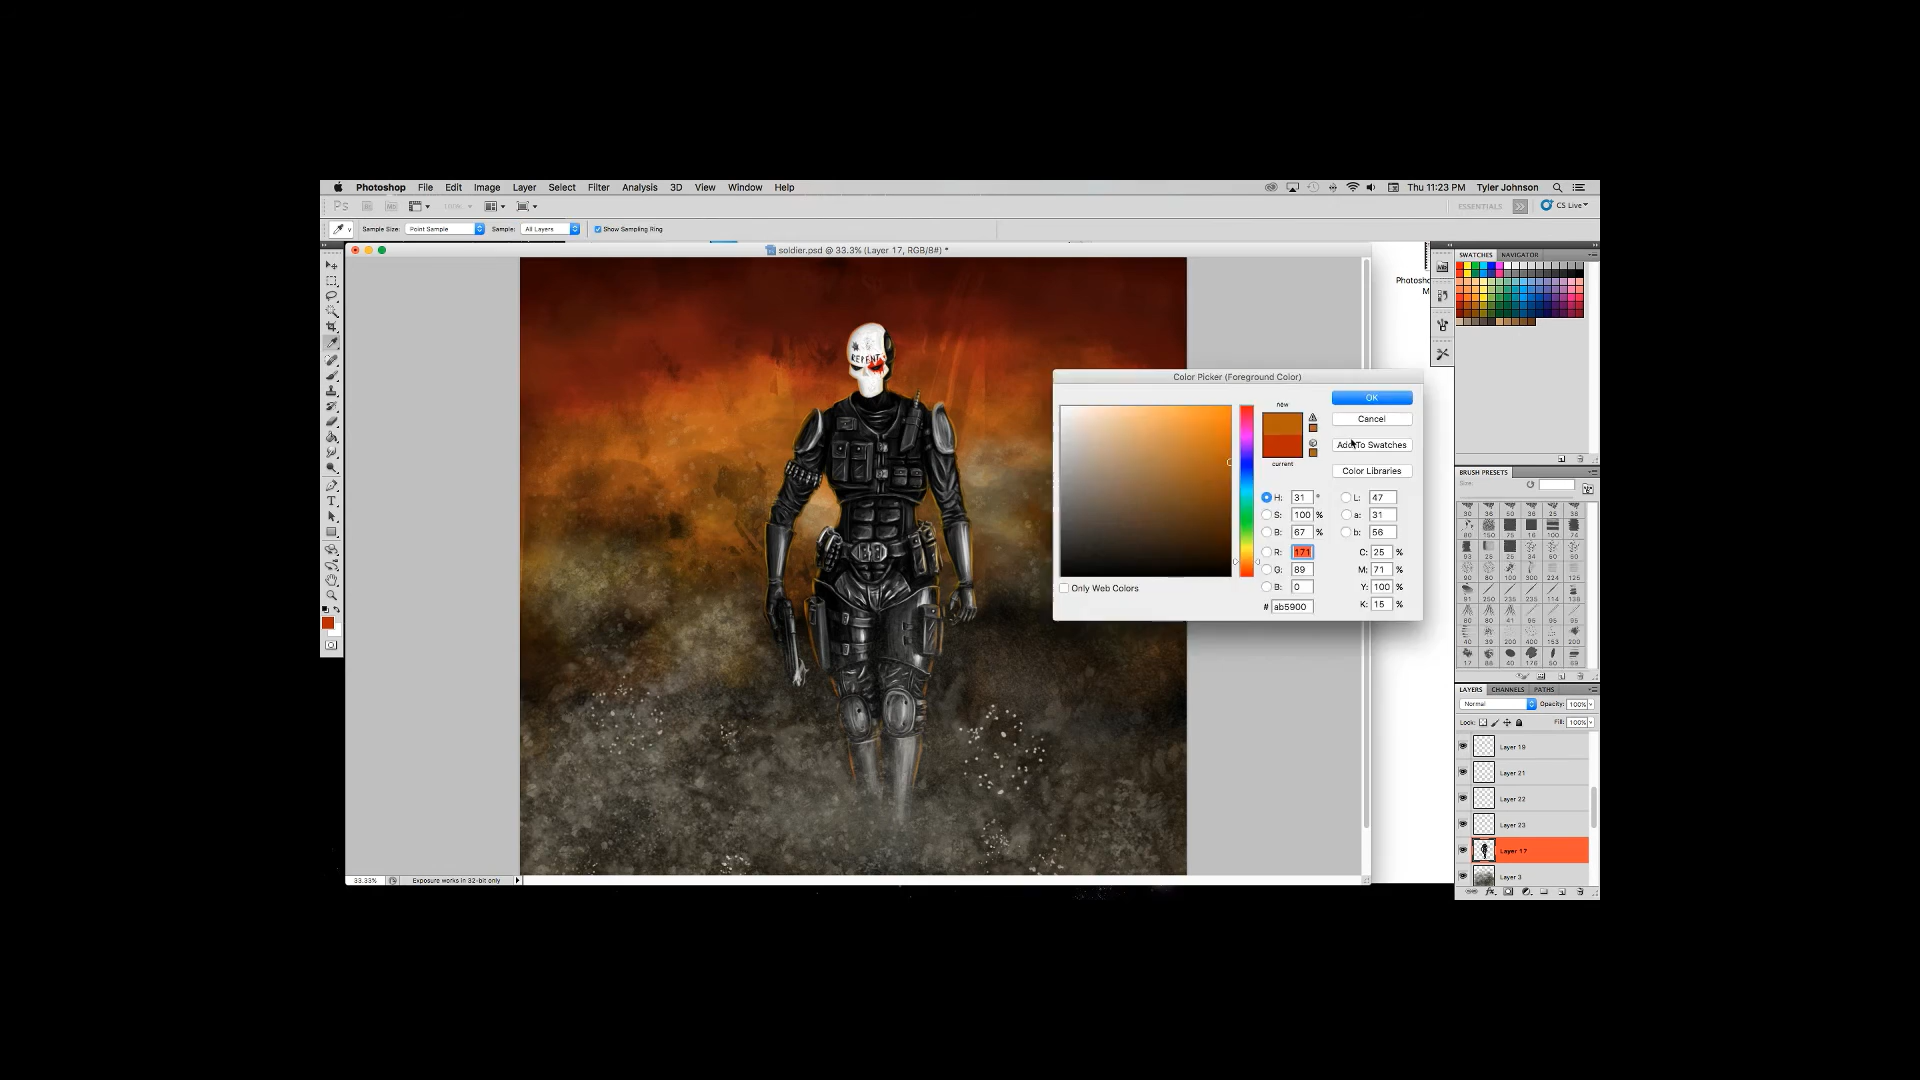 Photoshop File Edit Image Layer Select Filter Analysis 3D View Window Help
Thu 11:23 PM Tyler Johnson
Ps
ESSENTIALS
CS Live
Sample Size: Point Sample Sample: All Layers Show Sampling Ring
soldier.psd @ 33.3% (Layer 17, RGB/8#) *
SWATCHES NAVIGATOR
REPENT
Color Picker (Foreground Color)
new
current
OK
Cancel
Add To Swatches
Color Libraries
H: 31 °
S: 100 %
B: 67 %
R: 171
G: 89
B: 0
# ab5900
L: 47
a: 31
b: 56
C: 25 %
M: 71 %
Y: 100 %
K: 15 %
Only Web Colors
BRUSH PRESETS
Size:
LAYERS CHANNELS PATHS
Normal Opacity: 100%
Lock: Fill: 100%
Layer 19
Layer 21
Layer 22
Layer 23
Layer 17
Layer 3
33.33% Exposure works in 32-bit only